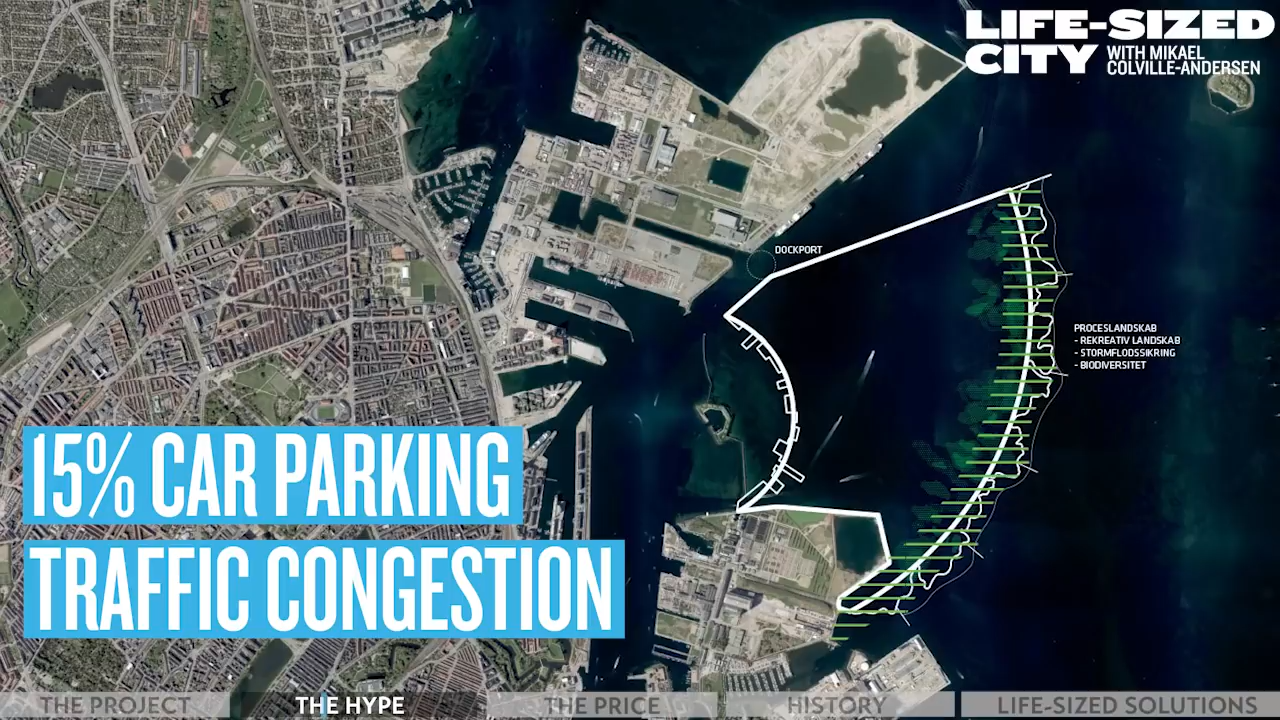 LIFE-SIZED
CITY WITH MIKAEL
COLVILLE-ANDERSEN
DOCKPORT
PROCESLANDSKAB
- REKREATIV LANDSKAB
- STORMFLODSSIKRING
- BIODIVERSITET
15% CAR PARKING
TRAFFIC CONGESTION
THE PROJECT
THE HYPE
THE PRICE
HISTORY
LIFE-SIZED SOLUTIONS